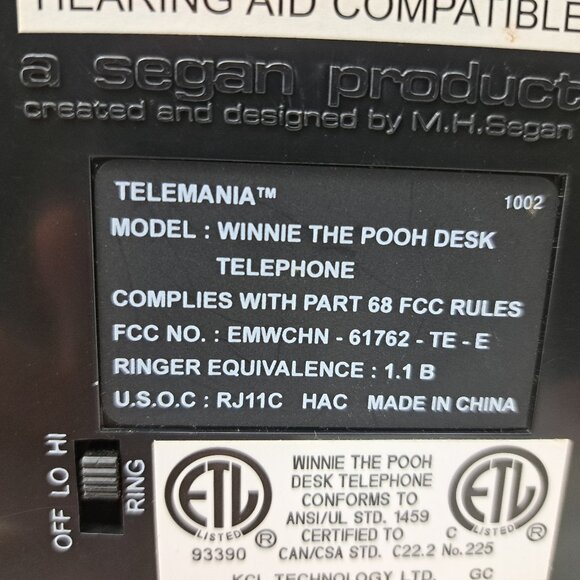 HEARING AID COMPATIBLE
a segan product
created and designed by M.H.Segan
TELEMANIA™ 1002
MODEL : WINNIE THE POOH DESK
TELEPHONE
COMPLIES WITH PART 68 FCC RULES
FCC NO. : EMWCHN - 61762 - TE - E
RINGER EQUIVALENCE : 1.1 B
U.S.O.C : RJ11C HAC MADE IN CHINA
OFF LO HI
RING
ETL
LISTED
®
93390
WINNIE THE POOH
DESK TELEPHONE
CONFORMS TO
ANSI/UL STD. 1459
CERTIFIED TO
CAN/CSA STD. C22.2 No.225
KCL TECHNOLOGY LTD. GC
C
ETL
LISTED
®